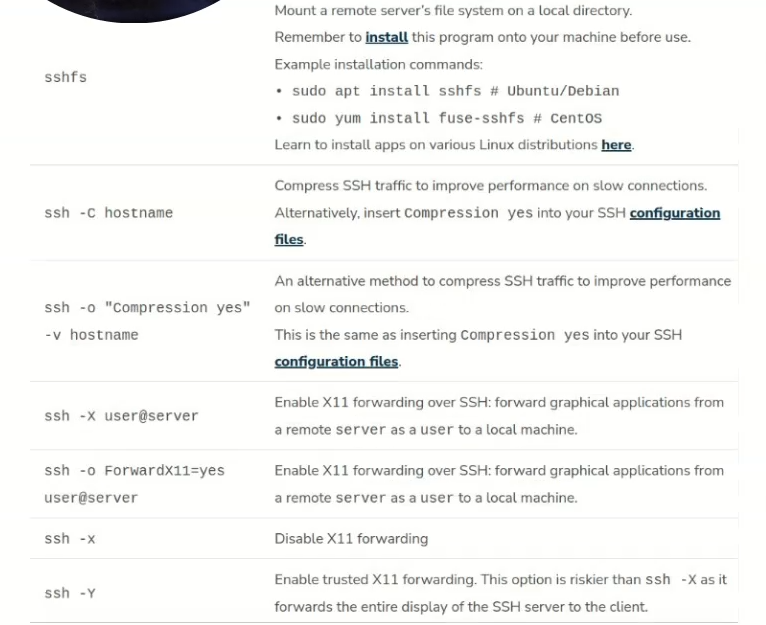 Mount a remote server's file system on a local directory.
Remember to install this program onto your machine before use.
sshfs
Example installation commands:
• sudo apt install sshfs # Ubuntu/Debian
• sudo yum install fuse-sshfs # CentOS
Learn to install apps on various Linux distributions here.
ssh -C hostname
Compress SSH traffic to improve performance on slow connections.
Alternatively, insert Compression yes into your SSH configuration
files.
ssh -o "Compression yes"
-v hostname
An alternative method to compress SSH traffic to improve performance
on slow connections.
This is the same as inserting Compression yes into your SSH
configuration files.
ssh -X user@server
Enable X11 forwarding over SSH: forward graphical applications from
a remote server as a user to a local machine.
ssh -o ForwardX11=yes
user@server
Enable X11 forwarding over SSH: forward graphical applications from
a remote server as a user to a local machine.
ssh -x
Disable X11 forwarding
ssh -Y
Enable trusted X11 forwarding. This option is riskier than ssh -X as it
forwards the entire display of the SSH server to the client.